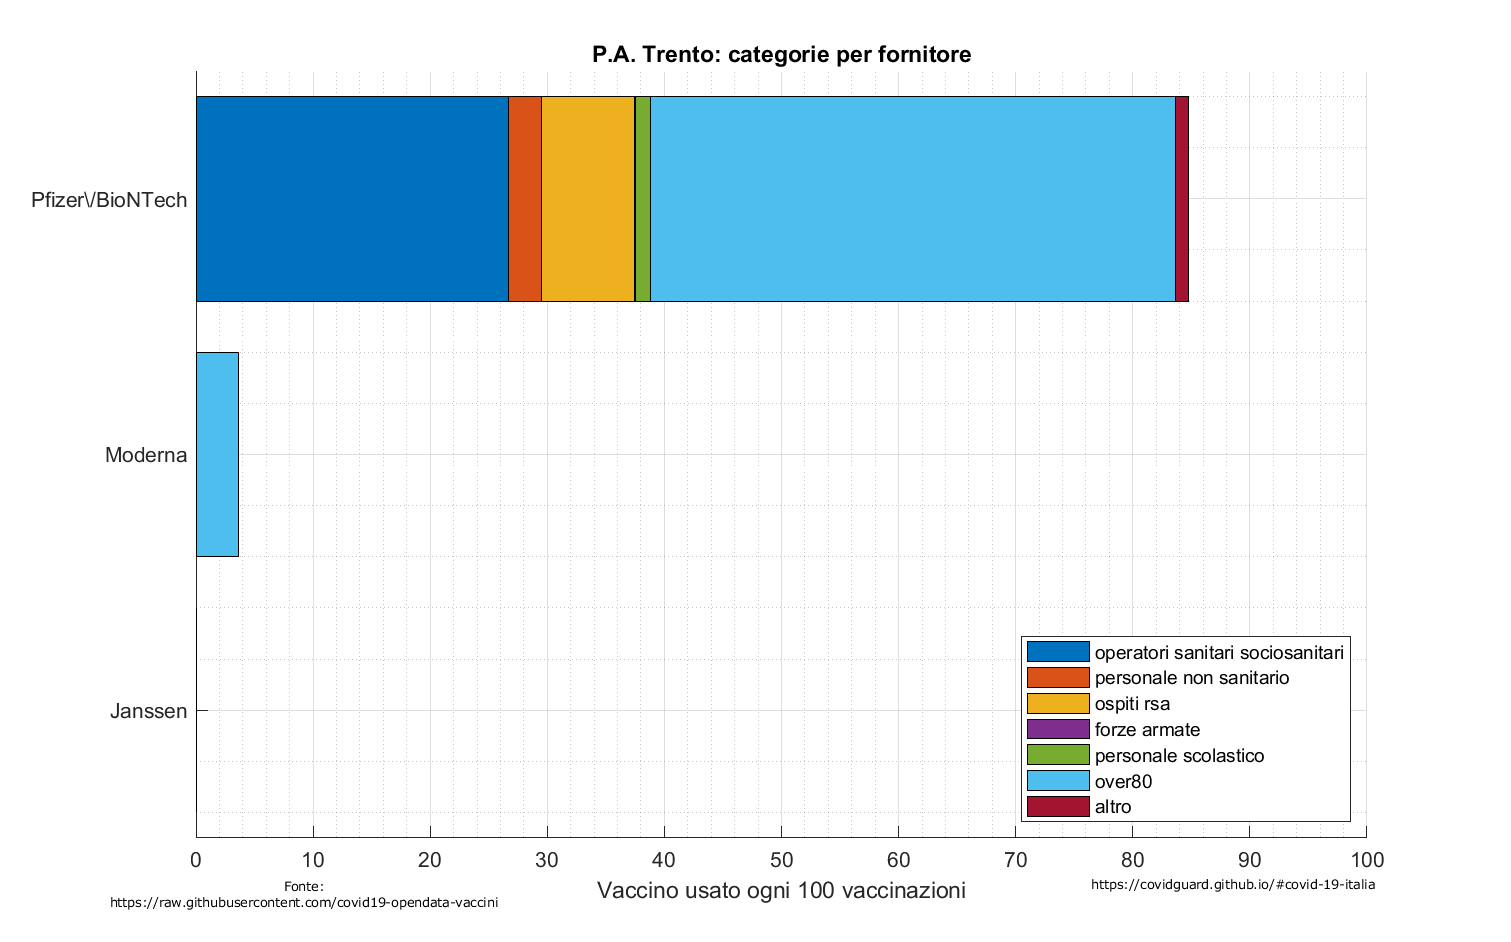 P.A. Trento: categorie per fornitore
Pfizer\/BioNTech
Moderna
Janssen
operatori sanitari sociosanitari
personale non sanitario
ospiti rsa
forze armate
personale scolastico
over80
altro
0 10 20 30 40 50 60 70 80 90 100
Vaccino usato ogni 100 vaccinazioni
Fonte:
https://raw.githubusercontent.com/covid19-opendata-vaccini
https://covidguard.github.io/#covid-19-italia